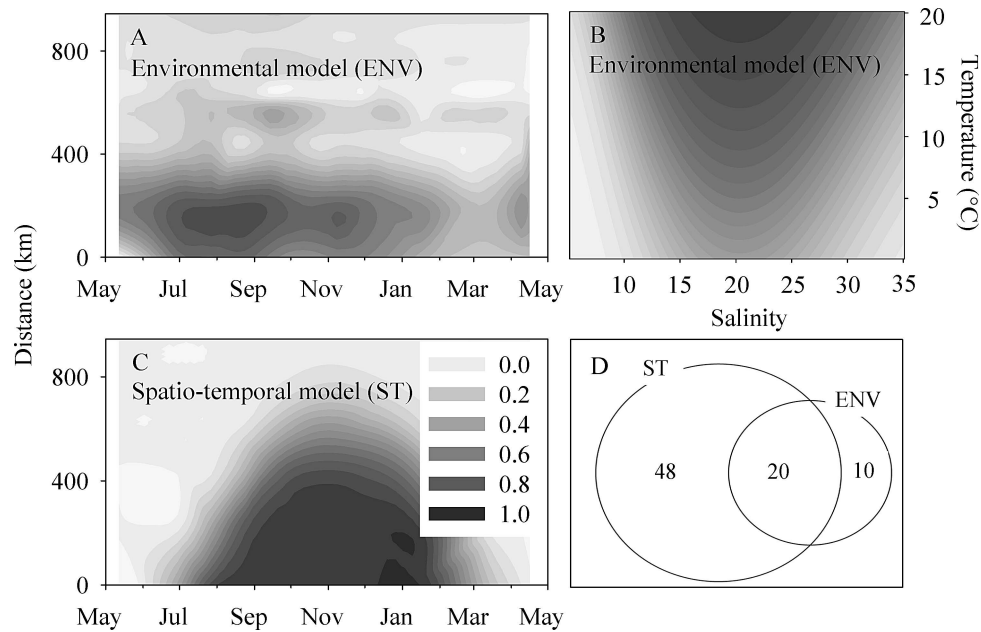 A
Environmental model (ENV)
800
400
0
May Jul Sep Nov Jan Mar May
Distance (km)
B
Environmental model (ENV)
20
15
10
5
Temperature (°C)
10 15 20 25 30 35
Salinity
C
Spatio-temporal model (ST)
800
400
0
May Jul Sep Nov Jan Mar May
0.0
0.2
0.4
0.6
0.8
1.0
D
ST
ENV
48 20 10